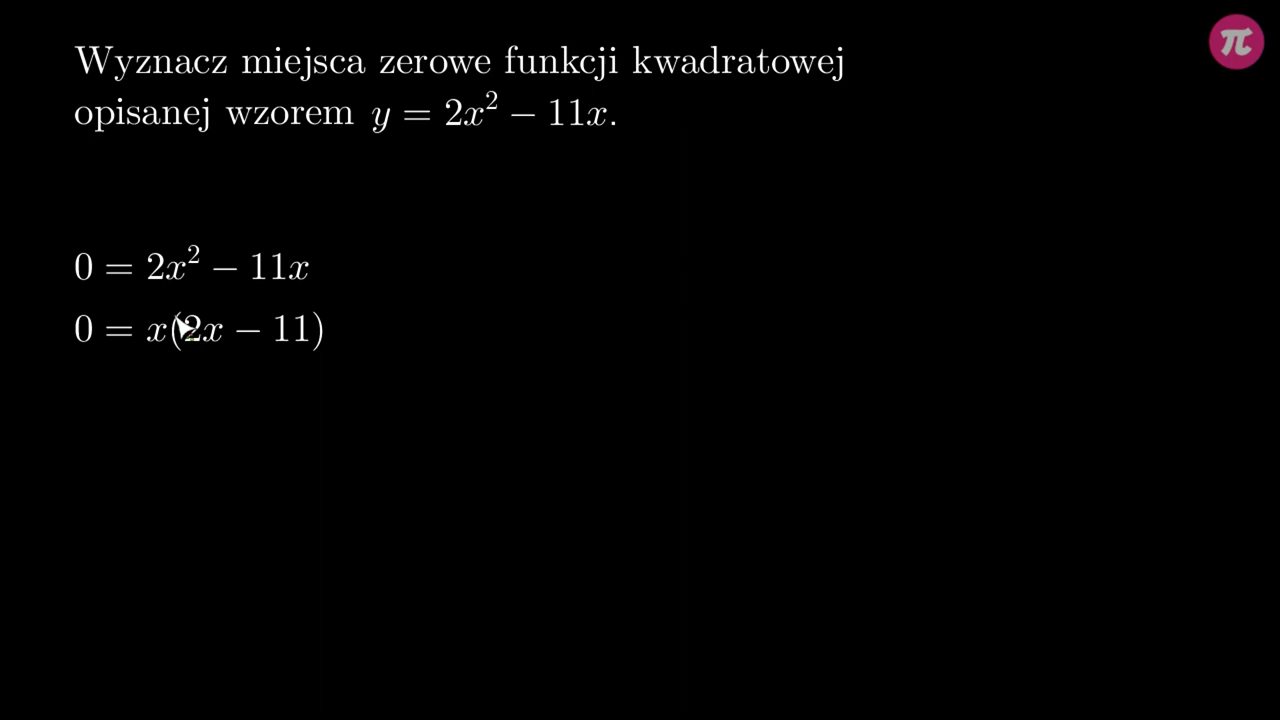 π
Wyznacz miejsca zerowe funkcji kwadratowej
opisanej wzorem y = 2x² − 11x.
0 = 2x² − 11x
0 = x(2x − 11)